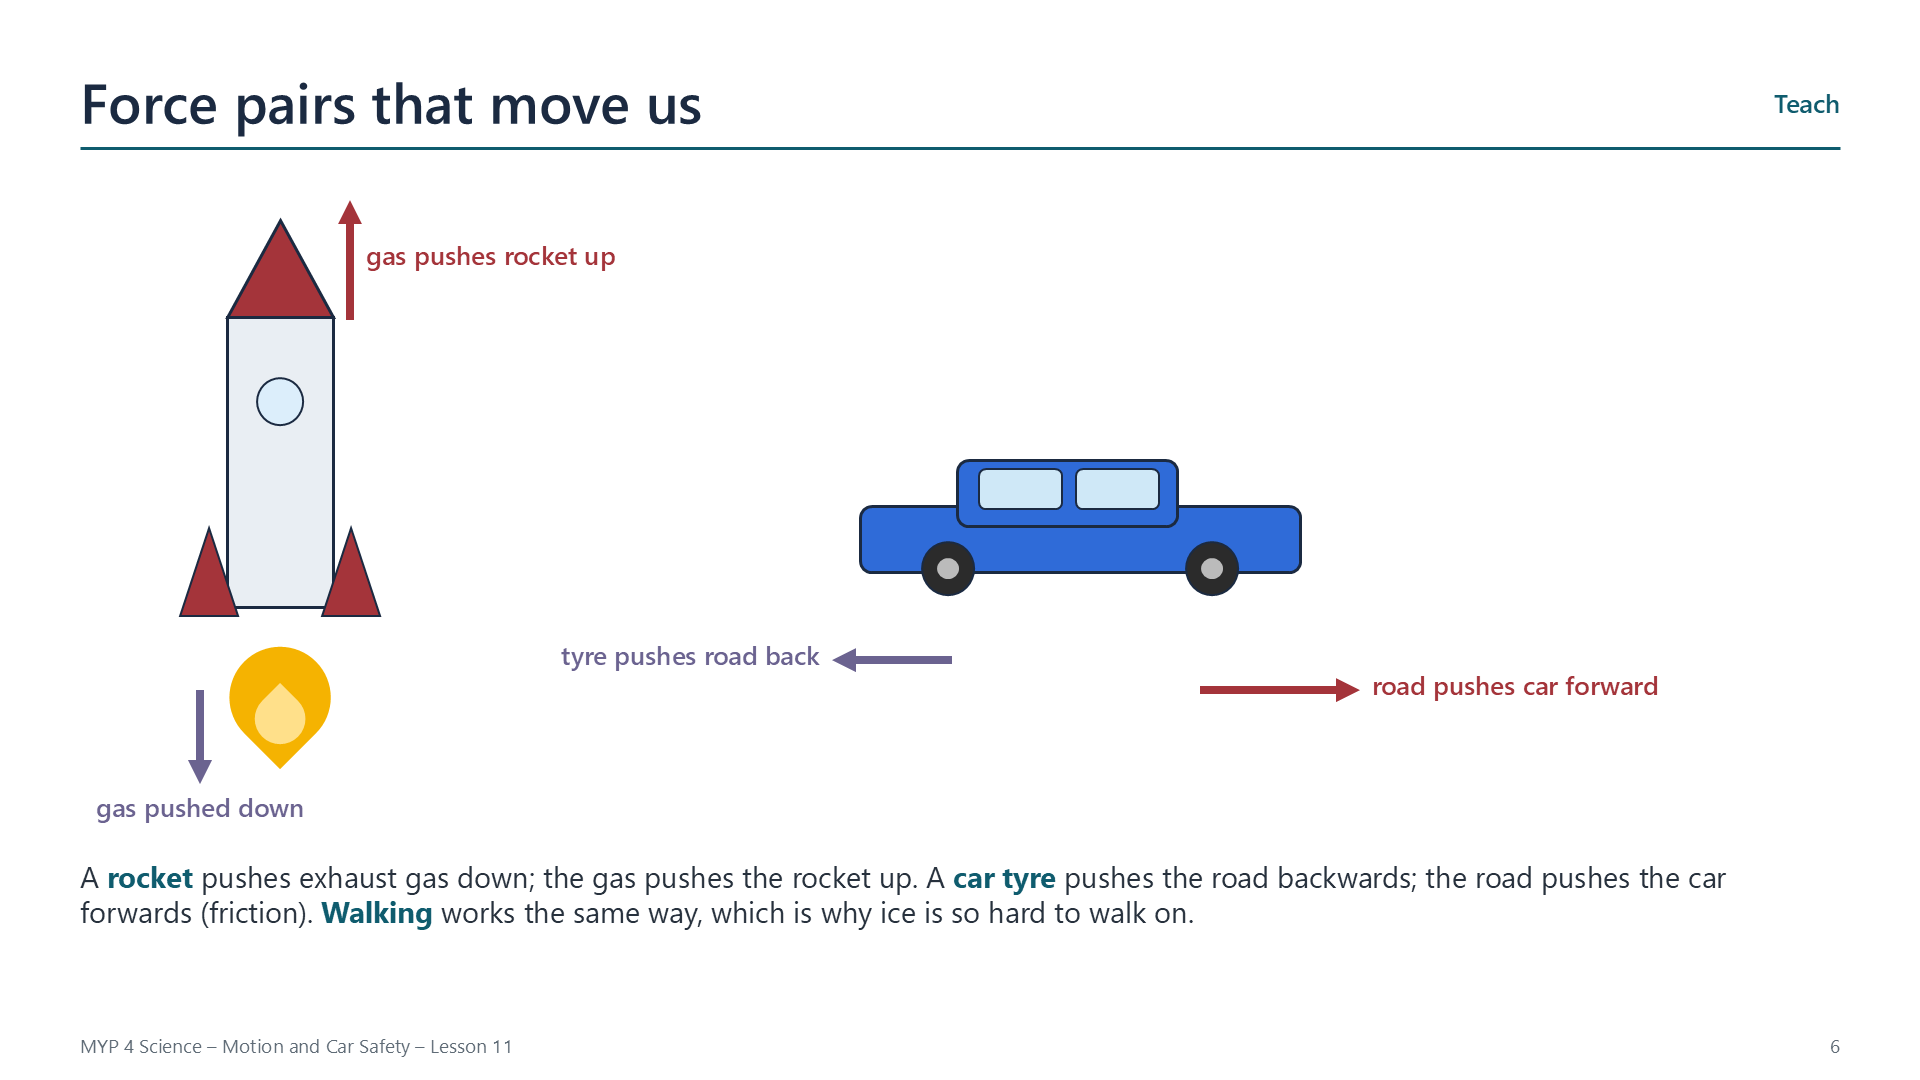 Force pairs that move us
Teach
gas pushes rocket up
tyre pushes road back
road pushes car forward
gas pushed down
A rocket pushes exhaust gas down; the gas pushes the rocket up. A car tyre pushes the road backwards; the road pushes the car
forwards (friction). Walking works the same way, which is why ice is so hard to walk on.
MYP 4 Science – Motion and Car Safety – Lesson 11
6